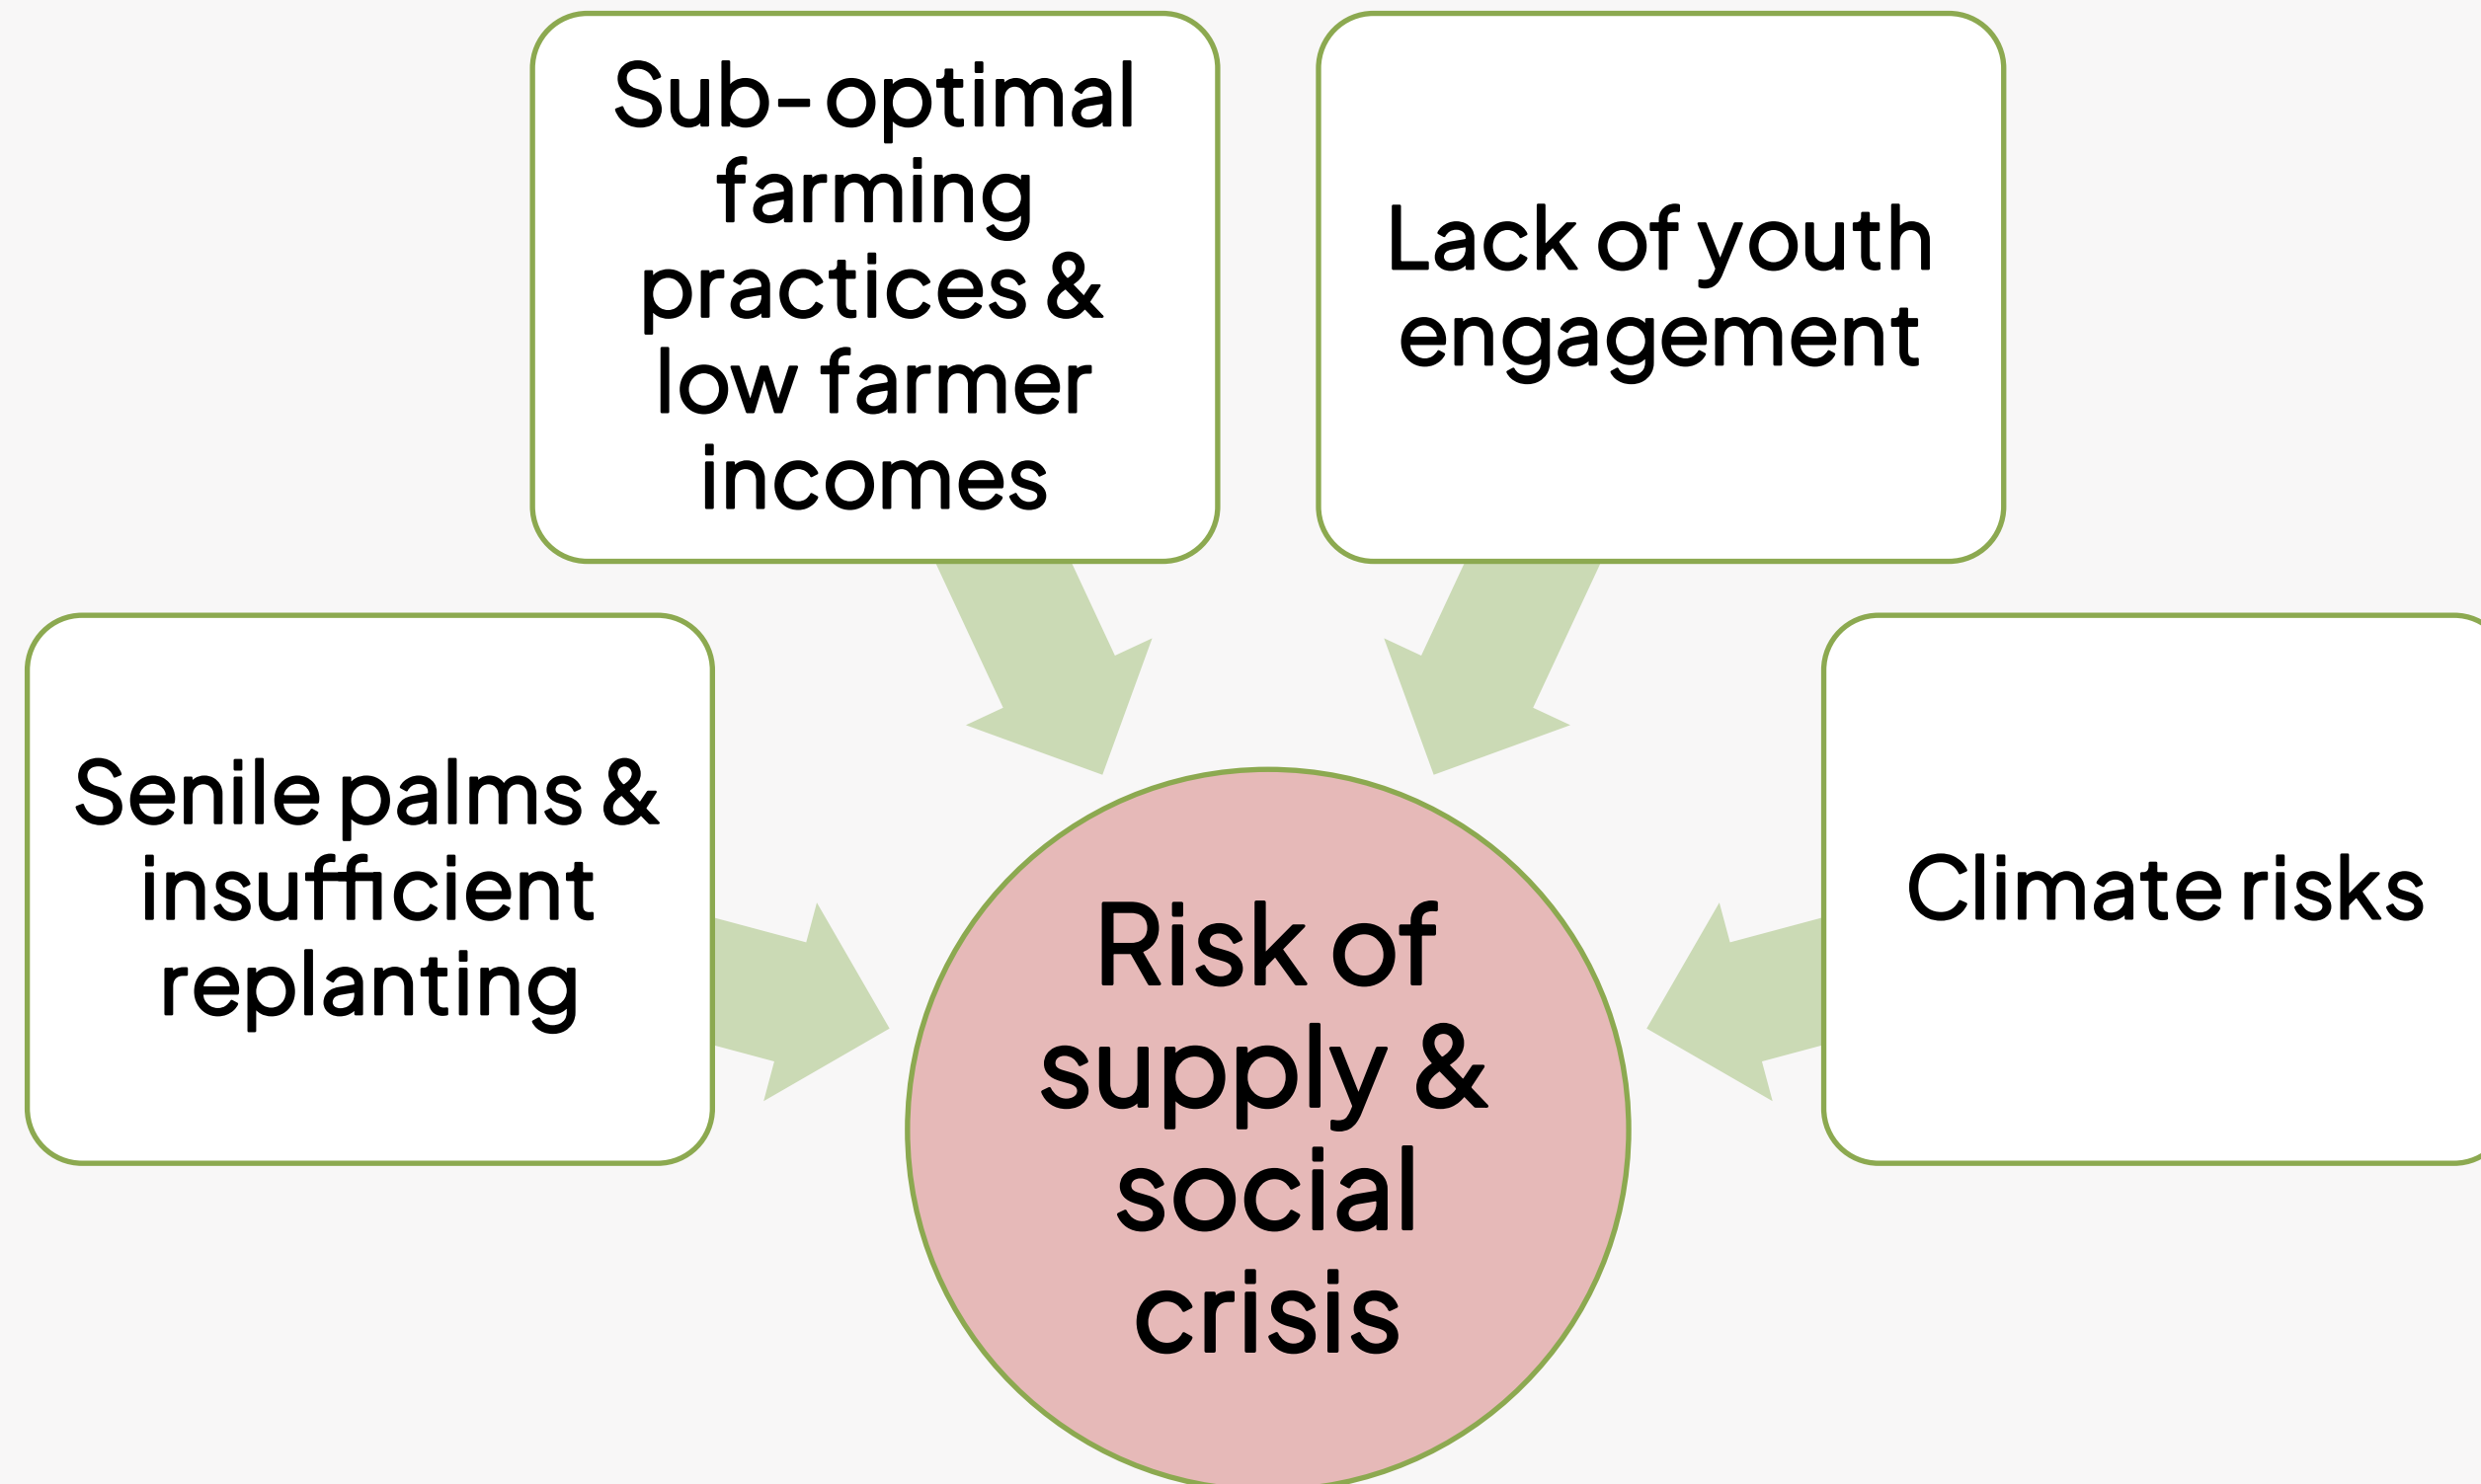 Sub-optimal
farming
practices &
low farmer
incomes
Lack of youth
engagement
Senile palms &
insufficient
replanting
Climate risks
Risk of
supply &
social
crisis